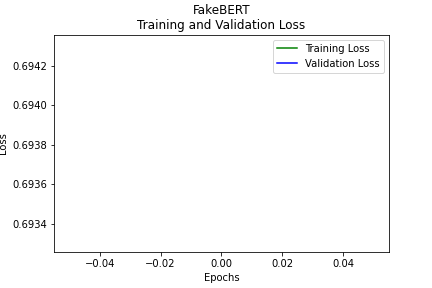 FakeBERT
Training and Validation Loss
Training Loss
Validation Loss
0.6942
0.6940
0.6938
0.6936
0.6934
Loss
−0.04 −0.02 0.00 0.02 0.04
Epochs